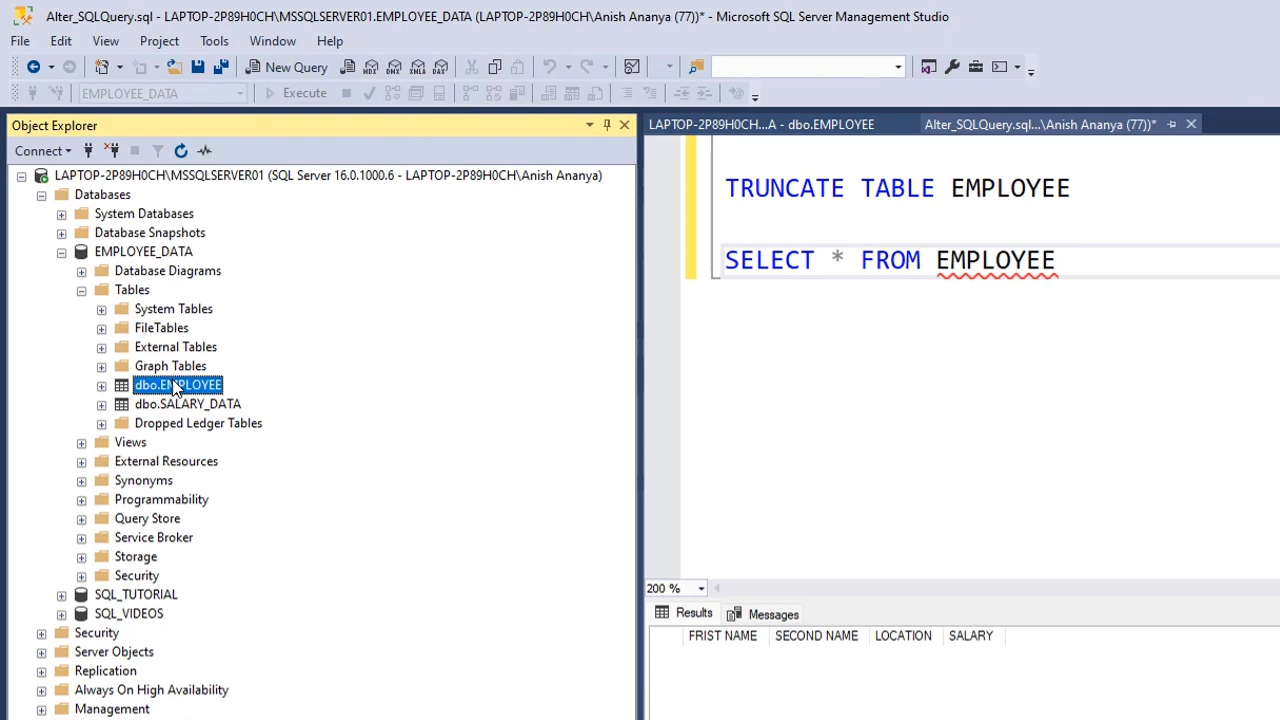 Alter_SQLQuery.sql - LAPTOP-2P89H0CH\MSSQLSERVER01.EMPLOYEE_DATA (LAPTOP-2P89H0CH\Anish Ananya (77))* - Microsoft SQL Server Management Studio
File Edit View Project Tools Window Help
New Query MDX DMX XMLA DAX
EMPLOYEE_DATA Execute
Object Explorer
LAPTOP-2P89H0CH...A - dbo.EMPLOYEE Alter_SQLQuery.sql...\Anish Ananya (77))*
Connect
LAPTOP-2P89H0CH\MSSQLSERVER01 (SQL Server 16.0.1000.6 - LAPTOP-2P89H0CH\Anish Ananya)
Databases
System Databases
Database Snapshots
EMPLOYEE_DATA
Database Diagrams
Tables
System Tables
FileTables
External Tables
Graph Tables
dbo.EMPLOYEE
dbo.SALARY_DATA
Dropped Ledger Tables
Views
External Resources
Synonyms
Programmability
Query Store
Service Broker
Storage
Security
SQL_TUTORIAL
SQL_VIDEOS
Security
Server Objects
Replication
Always On High Availability
Management
TRUNCATE TABLE EMPLOYEE
SELECT * FROM EMPLOYEE
200 %
Results Messages
FRIST NAME SECOND NAME LOCATION SALARY